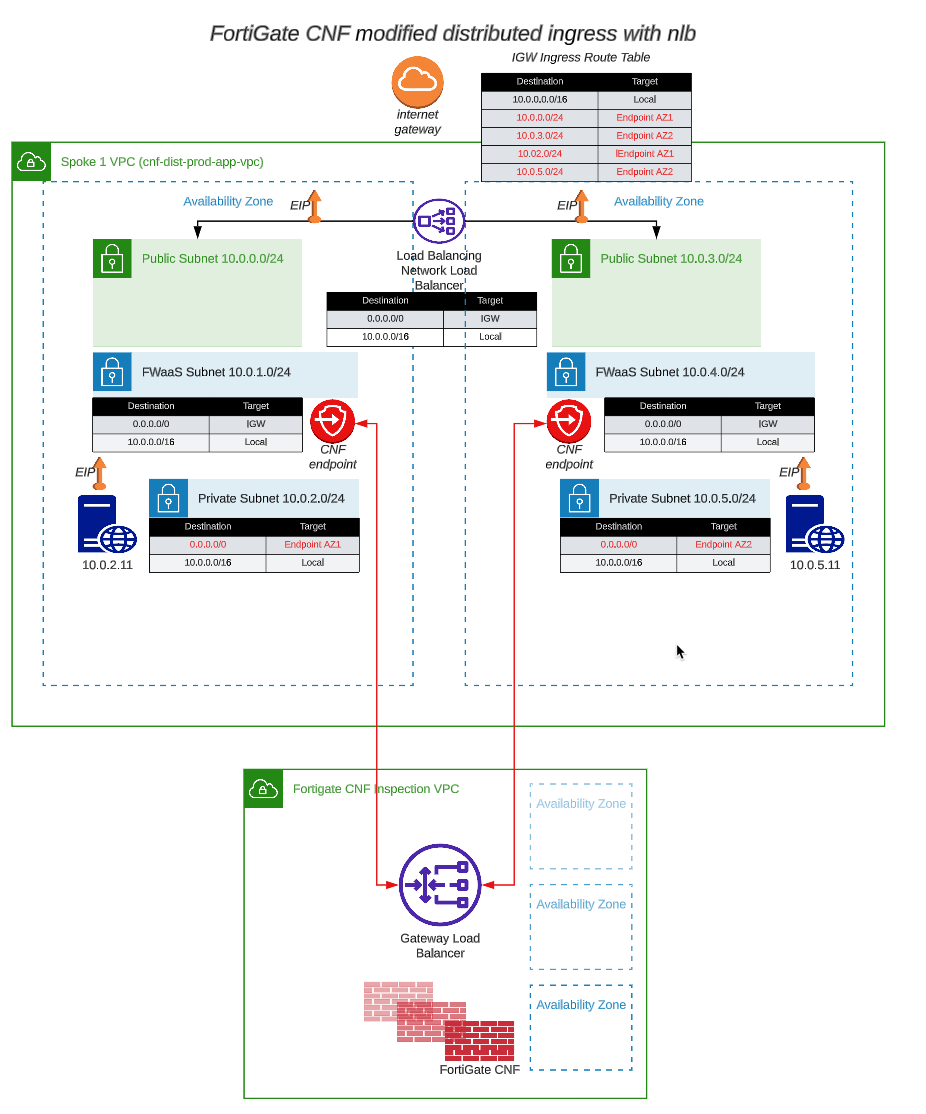 FortiGate CNF modified distributed ingress with nlb
IGW Ingress Route Table
Destination Target
10.0.0.0.0/16 Local
10.0.0.0/24 Endpoint AZ1
10.0.3.0/24 Endpoint AZ2
10.02.0/24 lEndpoint AZ1
10.0.5.0/24 Endpoint AZ2
internet
gateway
Spoke 1 VPC (cnf-dist-prod-app-vpc)
Availability Zone
EIP
EIP
Availability Zone
Public Subnet 10.0.0.0/24
Load Balancing
Network Load
Balancer
Public Subnet 10.0.3.0/24
Destination Target
0.0.0.0/0 IGW
10.0.0.0/16 Local
FWaaS Subnet 10.0.1.0/24
Destination Target
0.0.0.0/0 IGW
10.0.0.0/16 Local
CNF
endpoint
FWaaS Subnet 10.0.4.0/24
Destination Target
0.0.0.0/0 IGW
10.0.0.0/16 Local
CNF
endpoint
EIP
10.0.2.11
Private Subnet 10.0.2.0/24
Destination Target
0.0.0.0/0 Endpoint AZ1
10.0.0.0/16 Local
Private Subnet 10.0.5.0/24
Destination Target
0.0.0.0/0 Endpoint AZ2
10.0.0.0/16 Local
EIP
10.0.5.11
Fortigate CNF Inspection VPC
Availability Zone
Availability Zone
Availability Zone
Gateway Load
Balancer
FortiGate CNF